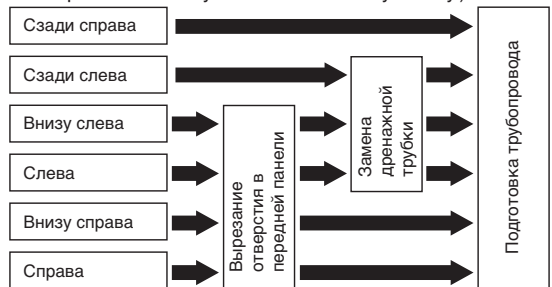 Сзади справа
Сзади слева
Внизу слева
Слева
Внизу справа
Справа
Вырезание
отверстия в
передней панели
Замена
дренажной
трубки
Подготовка трубопровода